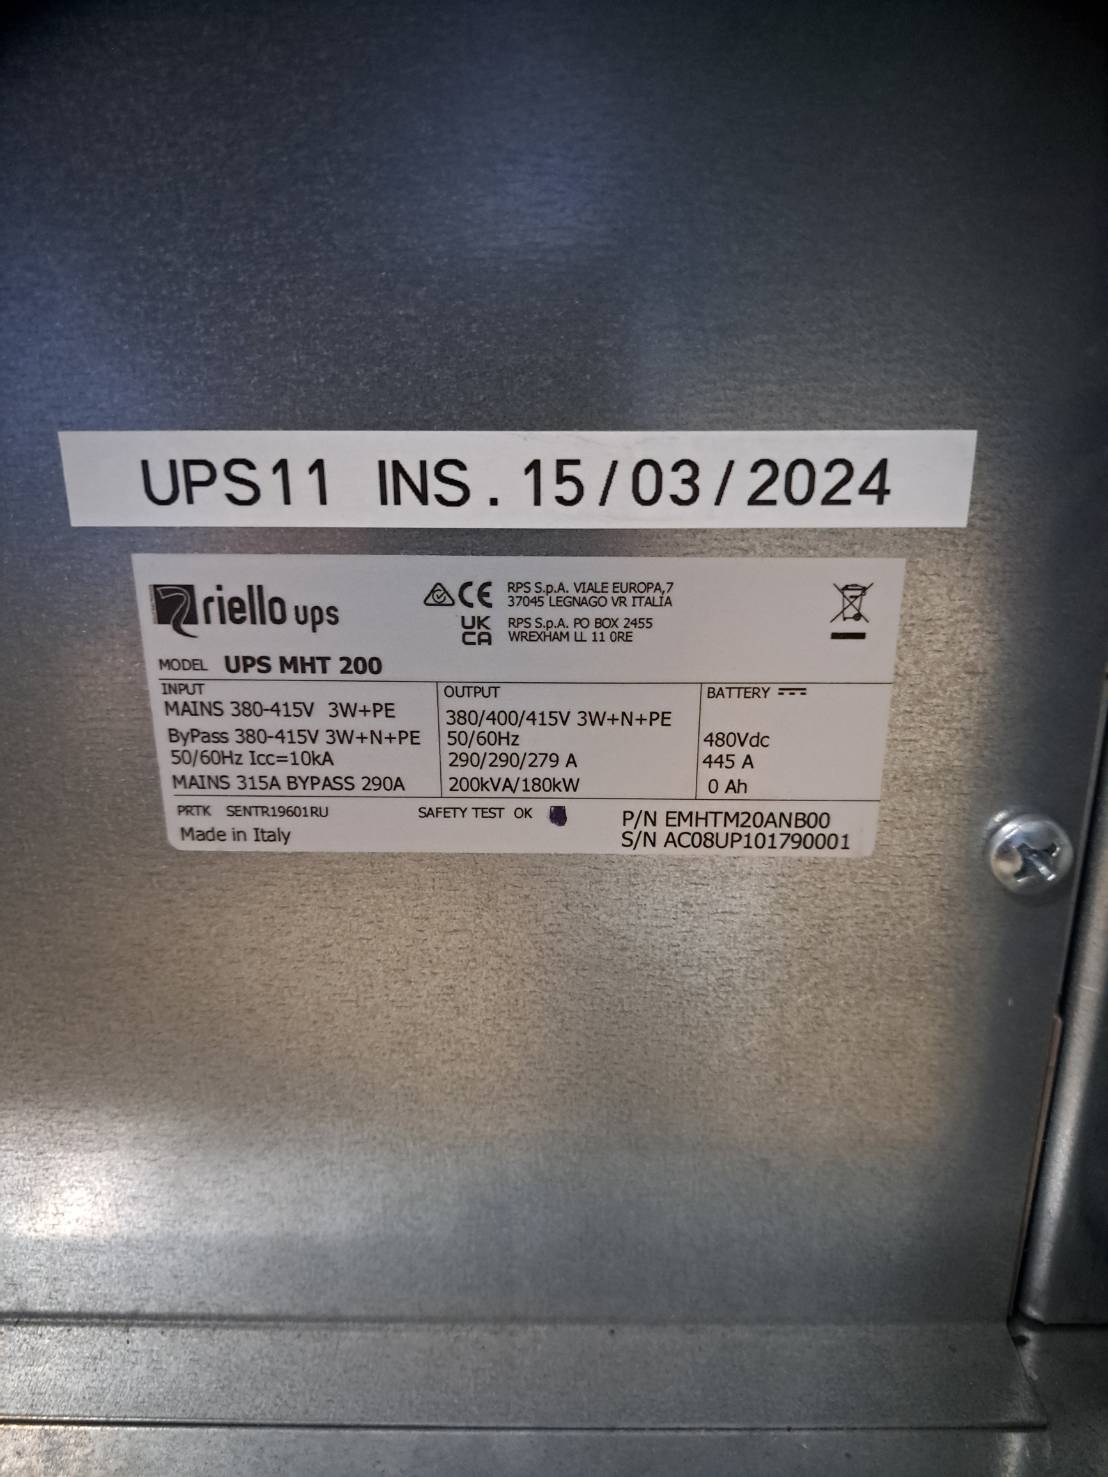 UPS11 INS. 15/03/2024
riello ups
CE
RPS S.p.A. VIALE EUROPA,7
37045 LEGNAGO VR ITALIA
UK
CA
RPS S.p.A. PO BOX 2455
WREXHAM LL 11 0RE
MODEL UPS MHT 200
INPUT
MAINS 380-415V 3W+PE
ByPass 380-415V 3W+N+PE
50/60Hz Icc=10kA
MAINS 315A BYPASS 290A
OUTPUT
380/400/415V 3W+N+PE
50/60Hz
290/290/279 A
200kVA/180kW
BATTERY
480Vdc
445 A
0 Ah
PRTK SENTR19601RU
Made in Italy
SAFETY TEST OK
P/N EMHTM20ANB00
S/N AC08UP101790001